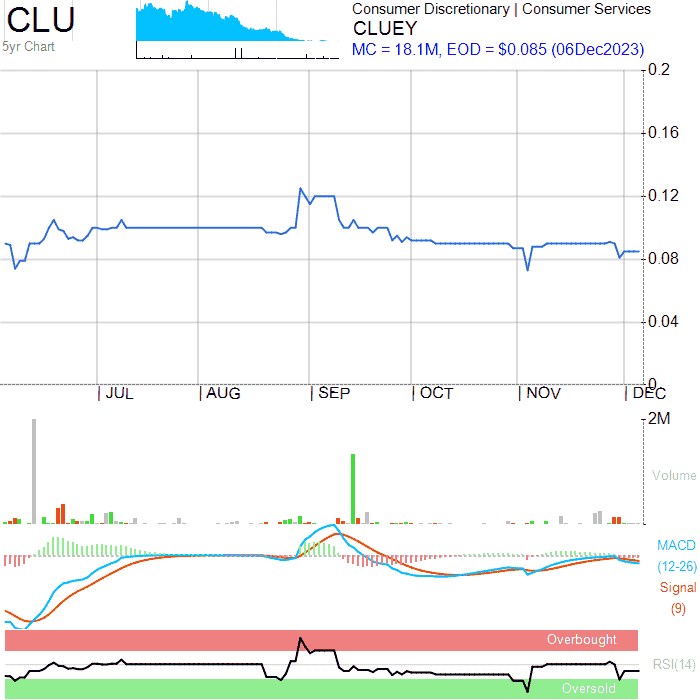 CLU
5yr Chart
Consumer Discretionary | Consumer Services
CLUEY
MC = 18.1M, EOD = $0.085 (06Dec2023)
0.2
0.16
0.12
0.08
0.04
0
JUL AUG SEP OCT NOV DEC
2M
Volume
MACD
(12-26)
Signal
(9)
Overbought
RSI(14)
Oversold